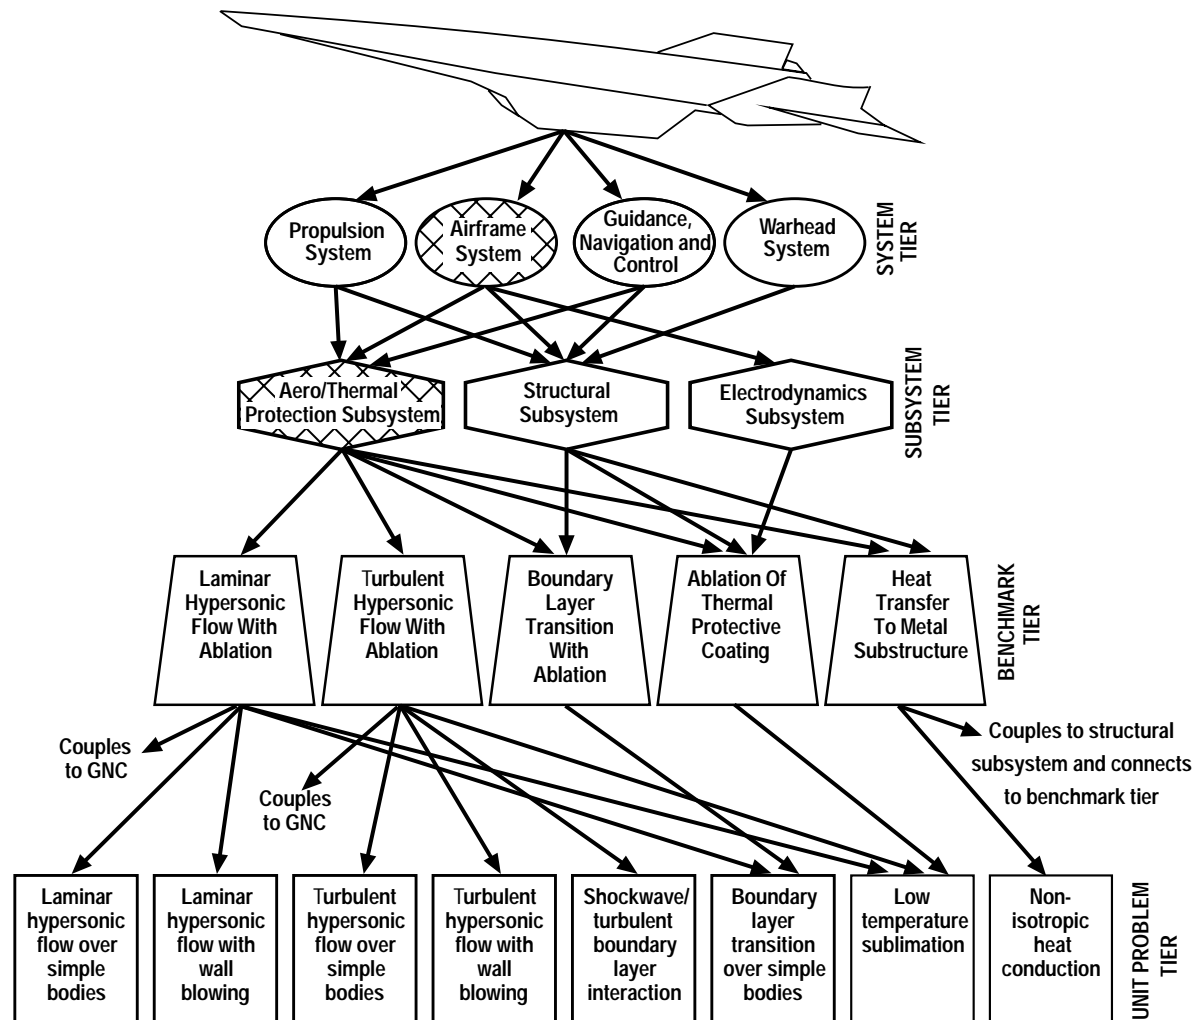 Propulsion
System
Airframe
System
Guidance,
Navigation and
Control
Warhead
System
SYSTEM
TIER
Aero/Thermal
Protection Subsystem
Structural
Subsystem
Electrodynamics
Subsystem
SUBSYSTEM
TIER
Laminar
Hypersonic
Flow With
Ablation
Turbulent
Hypersonic
Flow With
Ablation
Boundary
Layer
Transition
With
Ablation
Ablation Of
Thermal
Protective
Coating
Heat
Transfer
To Metal
Substructure
BENCHMARK
TIER
Couples
to GNC
Couples
to GNC
Couples to structural
subsystem and connects
to benchmark tier
Laminar
hypersonic
flow over
simple
bodies
Laminar
hypersonic
flow with
wall
blowing
Turbulent
hypersonic
flow over
simple
bodies
Turbulent
hypersonic
flow with
wall
blowing
Shockwave/
turbulent
boundary
layer
interaction
Boundary
layer
transition
over simple
bodies
Low
temperature
sublimation
Non-
isotropic
heat
conduction
UNIT PROBLEM
TIER